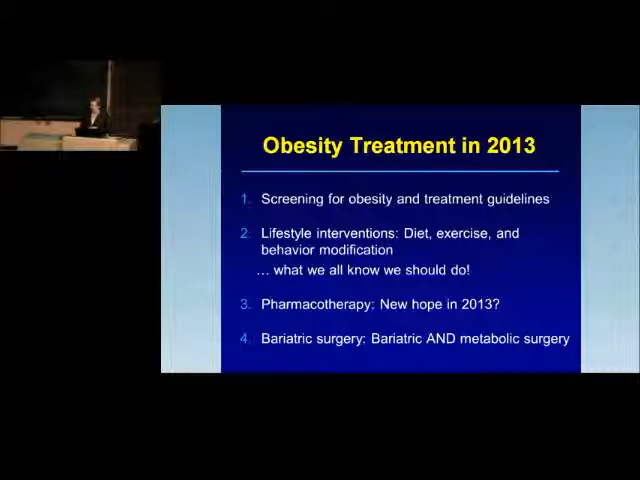 Obesity Treatment in 2013
1. Screening for obesity and treatment guidelines
2. Lifestyle interventions: Diet, exercise, and
behavior modification
… what we all know we should do!
3. Pharmacotherapy: New hope in 2013?
4. Bariatric surgery: Bariatric AND metabolic surgery